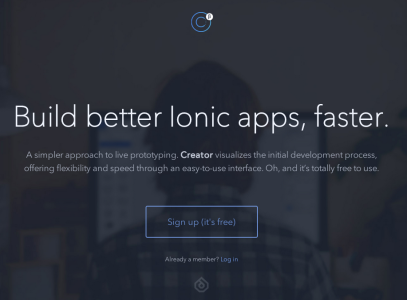 Build better Ionic apps, faster.
A simpler approach to live prototyping. Creator visualizes the initial development process,
offering flexibility and speed through an easy-to-use interface. Oh, and it's totally free to use.
Sign up (it's free)
Already a member? Log in